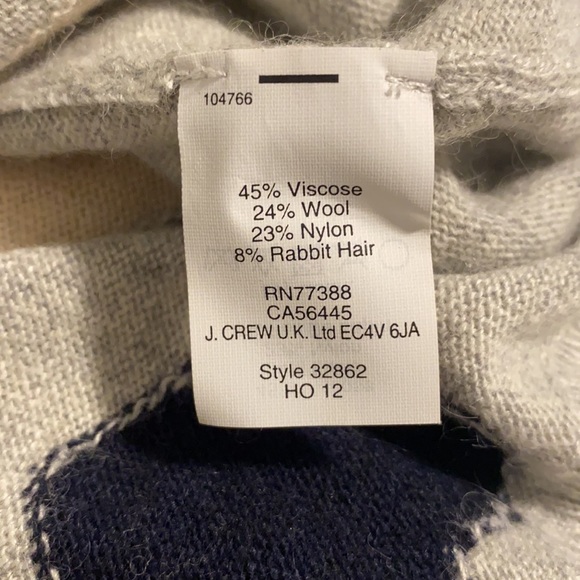 104766
45% Viscose
24% Wool
23% Nylon
8% Rabbit Hair
RN77388
CA56445
J. CREW U.K. Ltd EC4V 6JA
Style 32862
HO 12